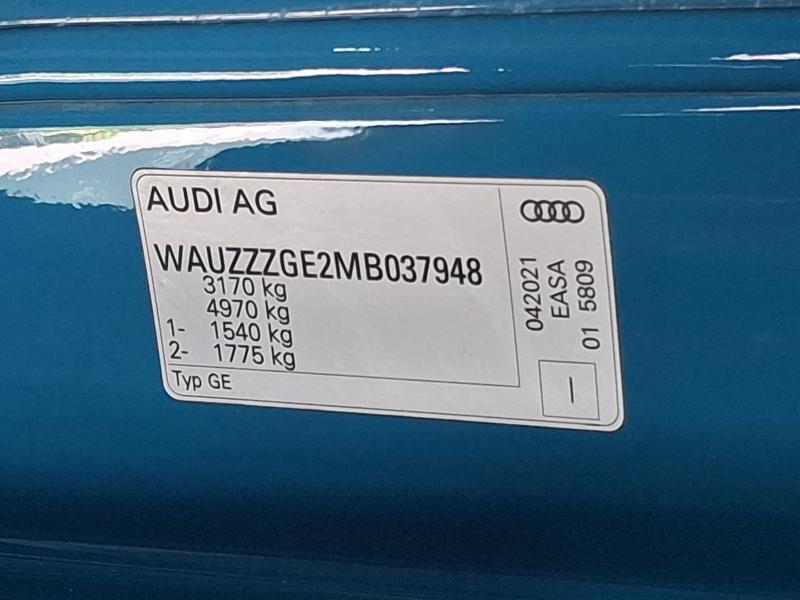 AUDI AG
WAUZZZGE2MB037948
3170 kg
4970 kg
1- 1540 kg
2- 1775 kg
Typ GE
042021
EASA
01 5809